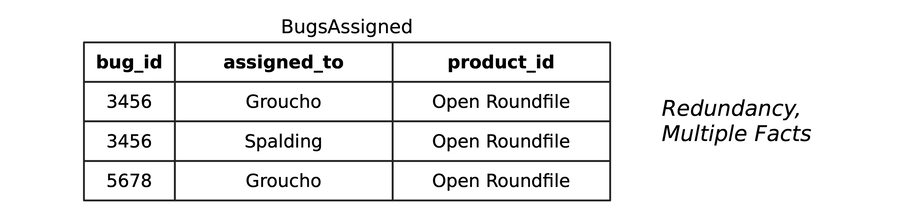 BugsAssigned
bug_id assigned_to product_id
3456 Groucho Open Roundfile
3456 Spalding Open Roundfile
5678 Groucho Open Roundfile
Redundancy,
Multiple Facts